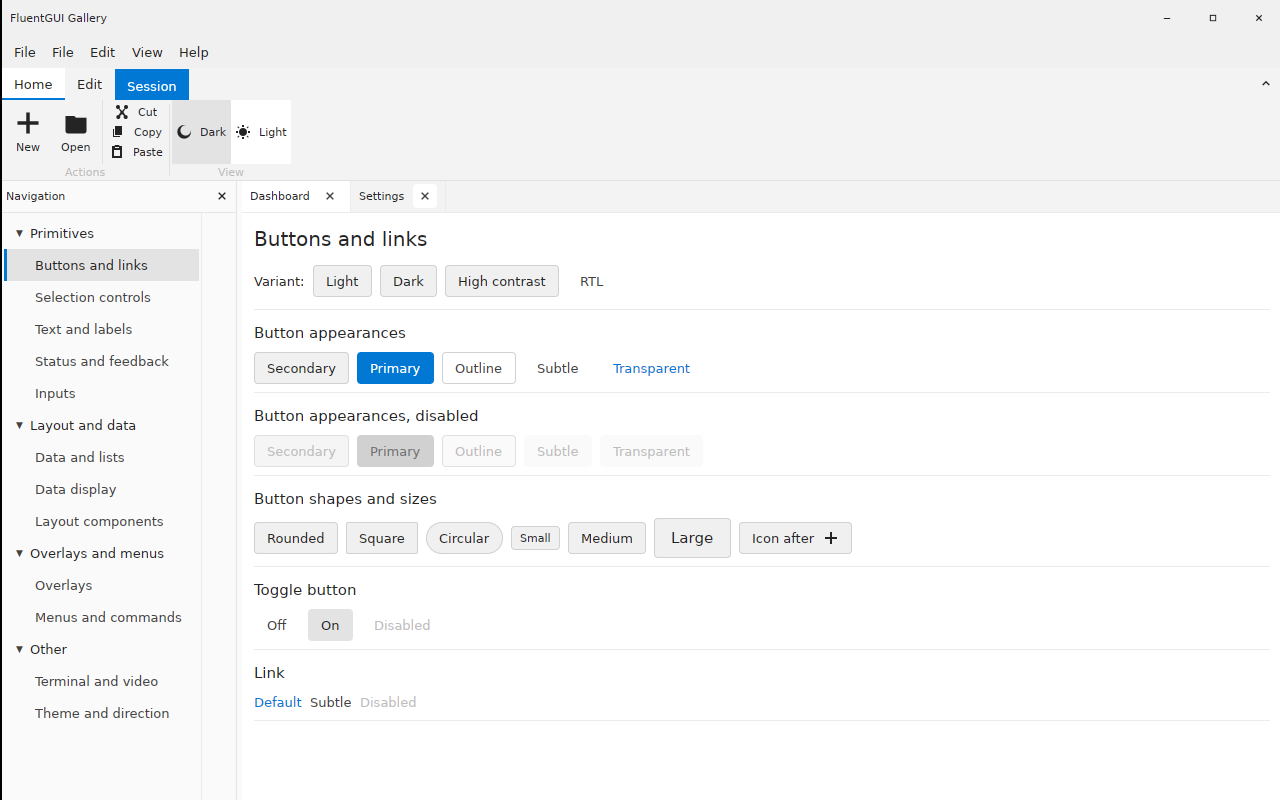 FluentGUI Gallery
File File Edit View Help
Home Edit Session
New Open Cut Copy Paste Dark Light
Actions View
Navigation Dashboard Settings
Primitives
Buttons and links
Selection controls
Text and labels
Status and feedback
Inputs
Layout and data
Data and lists
Data display
Layout components
Overlays and menus
Overlays
Menus and commands
Other
Terminal and video
Theme and direction
Buttons and links
Variant: Light Dark High contrast RTL
Button appearances
Secondary Primary Outline Subtle Transparent
Button appearances, disabled
Secondary Primary Outline Subtle Transparent
Button shapes and sizes
Rounded Square Circular Small Medium Large Icon after
Toggle button
Off On Disabled
Link
Default Subtle Disabled